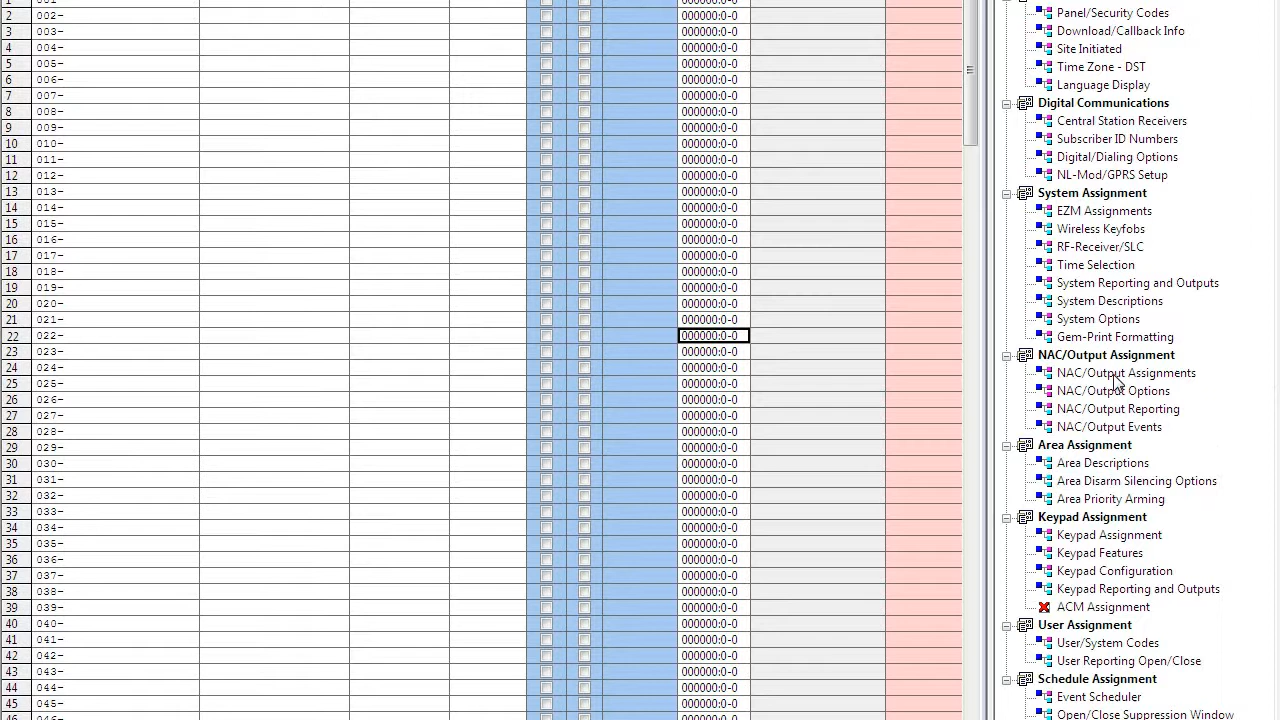 1 001- 000000:0-0
2 002- 000000:0-0
3 003- 000000:0-0
4 004- 000000:0-0
5 005- 000000:0-0
6 006- 000000:0-0
7 007- 000000:0-0
8 008- 000000:0-0
9 009- 000000:0-0
10 010- 000000:0-0
11 011- 000000:0-0
12 012- 000000:0-0
13 013- 000000:0-0
14 014- 000000:0-0
15 015- 000000:0-0
16 016- 000000:0-0
17 017- 000000:0-0
18 018- 000000:0-0
19 019- 000000:0-0
20 020- 000000:0-0
21 021- 000000:0-0
22 022- 000000:0-0
23 023- 000000:0-0
24 024- 000000:0-0
25 025- 000000:0-0
26 026- 000000:0-0
27 027- 000000:0-0
28 028- 000000:0-0
29 029- 000000:0-0
30 030- 000000:0-0
31 031- 000000:0-0
32 032- 000000:0-0
33 033- 000000:0-0
34 034- 000000:0-0
35 035- 000000:0-0
36 036- 000000:0-0
37 037- 000000:0-0
38 038- 000000:0-0
39 039- 000000:0-0
40 040- 000000:0-0
41 041- 000000:0-0
42 042- 000000:0-0
43 043- 000000:0-0
44 044- 000000:0-0
45 045- 000000:0-0
Panel/Security Codes
Download/Callback Info
Site Initiated
Time Zone - DST
Language Display
Digital Communications
Central Station Receivers
Subscriber ID Numbers
Digital/Dialing Options
NL-Mod/GPRS Setup
System Assignment
EZM Assignments
Wireless Keyfobs
RF-Receiver/SLC
Time Selection
System Reporting and Outputs
System Descriptions
System Options
Gem-Print Formatting
NAC/Output Assignment
NAC/Output Assignments
NAC/Output Options
NAC/Output Reporting
NAC/Output Events
Area Assignment
Area Descriptions
Area Disarm Silencing Options
Area Priority Arming
Keypad Assignment
Keypad Assignment
Keypad Features
Keypad Configuration
Keypad Reporting and Outputs
ACM Assignment
User Assignment
User/System Codes
User Reporting Open/Close
Schedule Assignment
Event Scheduler
Open/Close Suppression Window